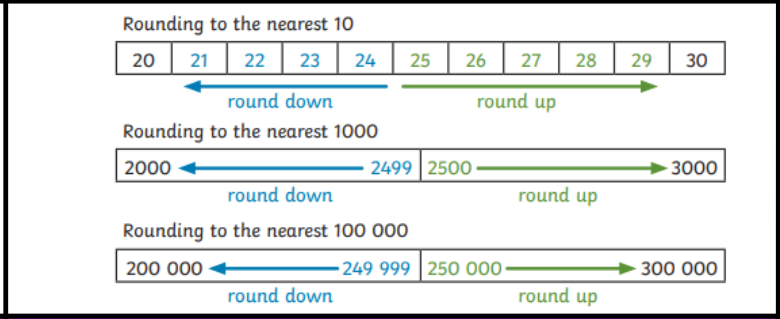 Rounding to the nearest 10
20 21 22 23 24 25 26 27 28 29 30
round down round up
Rounding to the nearest 1000
2000 2499 2500 3000
round down round up
Rounding to the nearest 100 000
200 000 249 999 250 000 300 000
round down round up